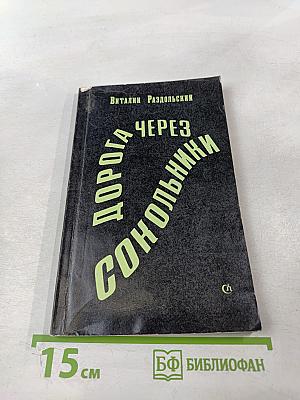 Виталий Раздольский
ДОРОГА
ЧЕРЕЗ
СОКОЛЬНИКИ
15 см
БФ БИБЛИОФАН